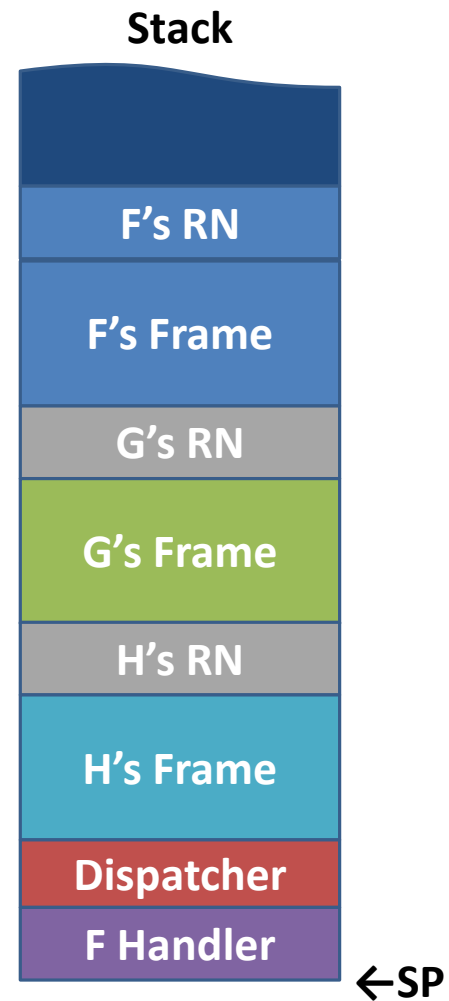 Stack
F’s RN
F’s Frame
G’s RN
G’s Frame
H’s RN
H’s Frame
Dispatcher
F Handler
←SP